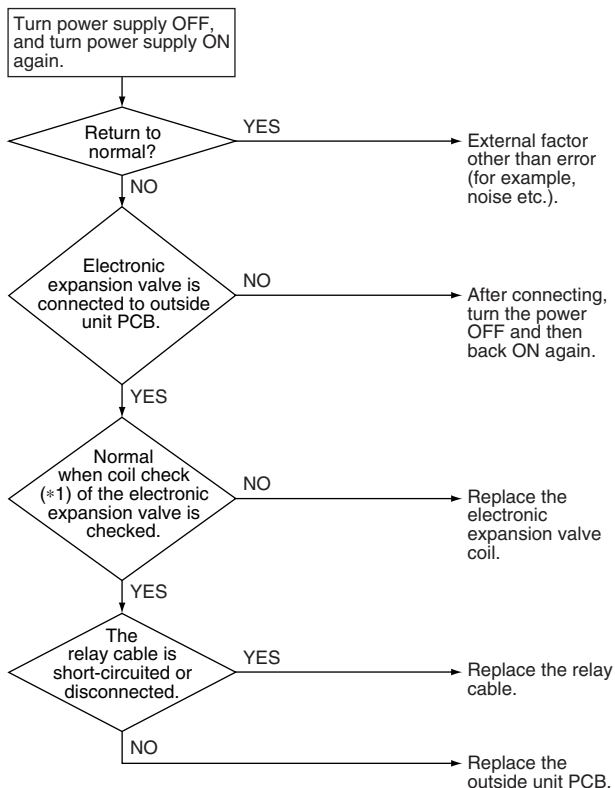 Turn power supply OFF,
and turn power supply ON
again.
Return to
normal?
YES
External factor
other than error
(for example,
noise etc.).
NO
Electronic
expansion valve is
connected to outside
unit PCB.
NO
After connecting,
turn the power
OFF and then
back ON again.
YES
Normal
when coil check
(*1) of the electronic
expansion valve is
checked.
NO
Replace the
electronic
expansion valve
coil.
YES
The
relay cable is
short-circuited or
disconnected.
YES
Replace the relay
cable.
NO
Replace the
outside unit PCB.